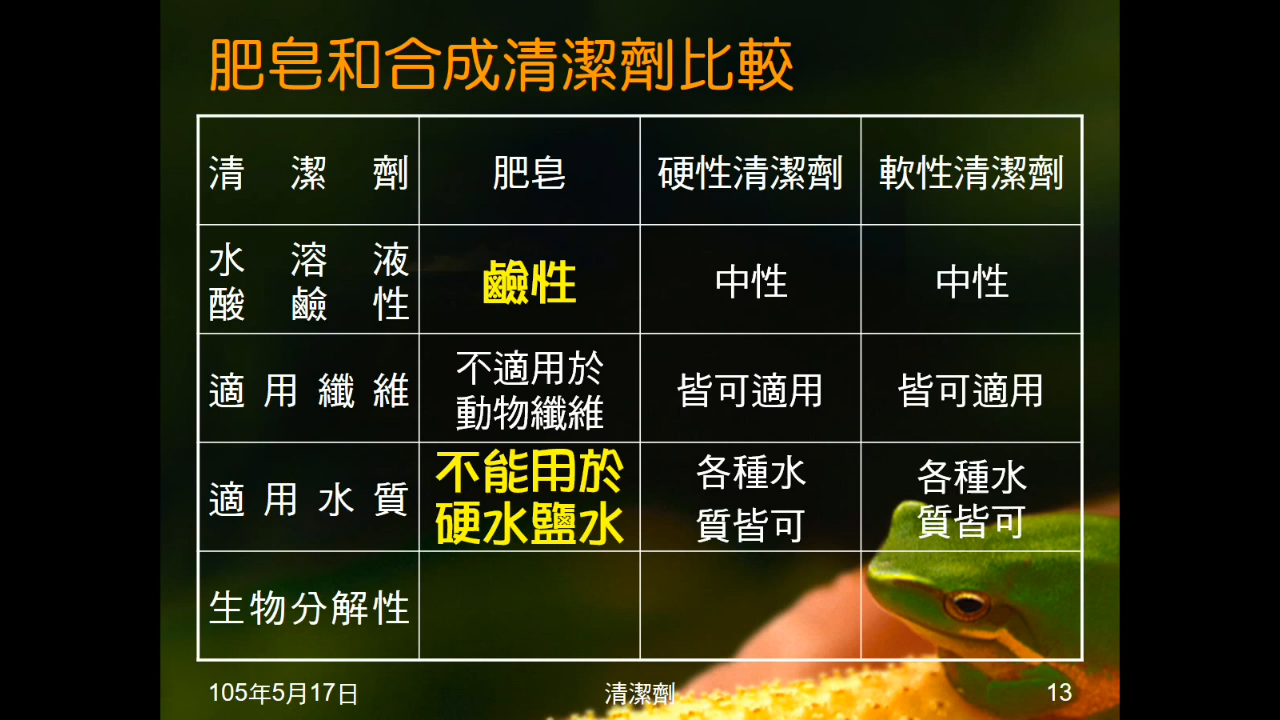 肥皂和合成清潔劑比較
清潔劑 肥皂 硬性清潔劑 軟性清潔劑
水溶液
酸鹼性
鹼性 中性 中性
適用纖維
不適用於
動物纖維
皆可適用 皆可適用
適用水質
不能用於
硬水鹽水
各種水
質皆可
各種水
質皆可
生物分解性
105年5月17日 清潔劑 13